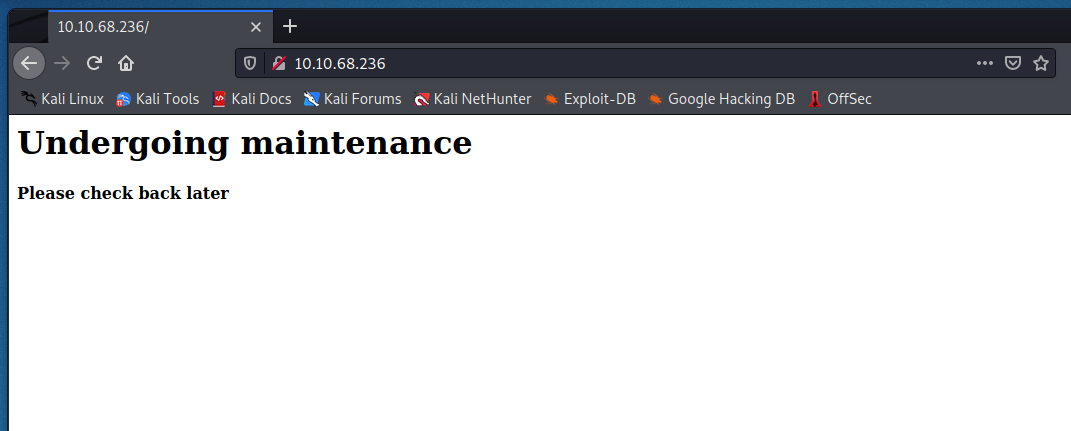 10.10.68.236/
10.10.68.236
Kali Linux Kali Tools Kali Docs Kali Forums Kali NetHunter Exploit-DB Google Hacking DB OffSec
Undergoing maintenance
Please check back later